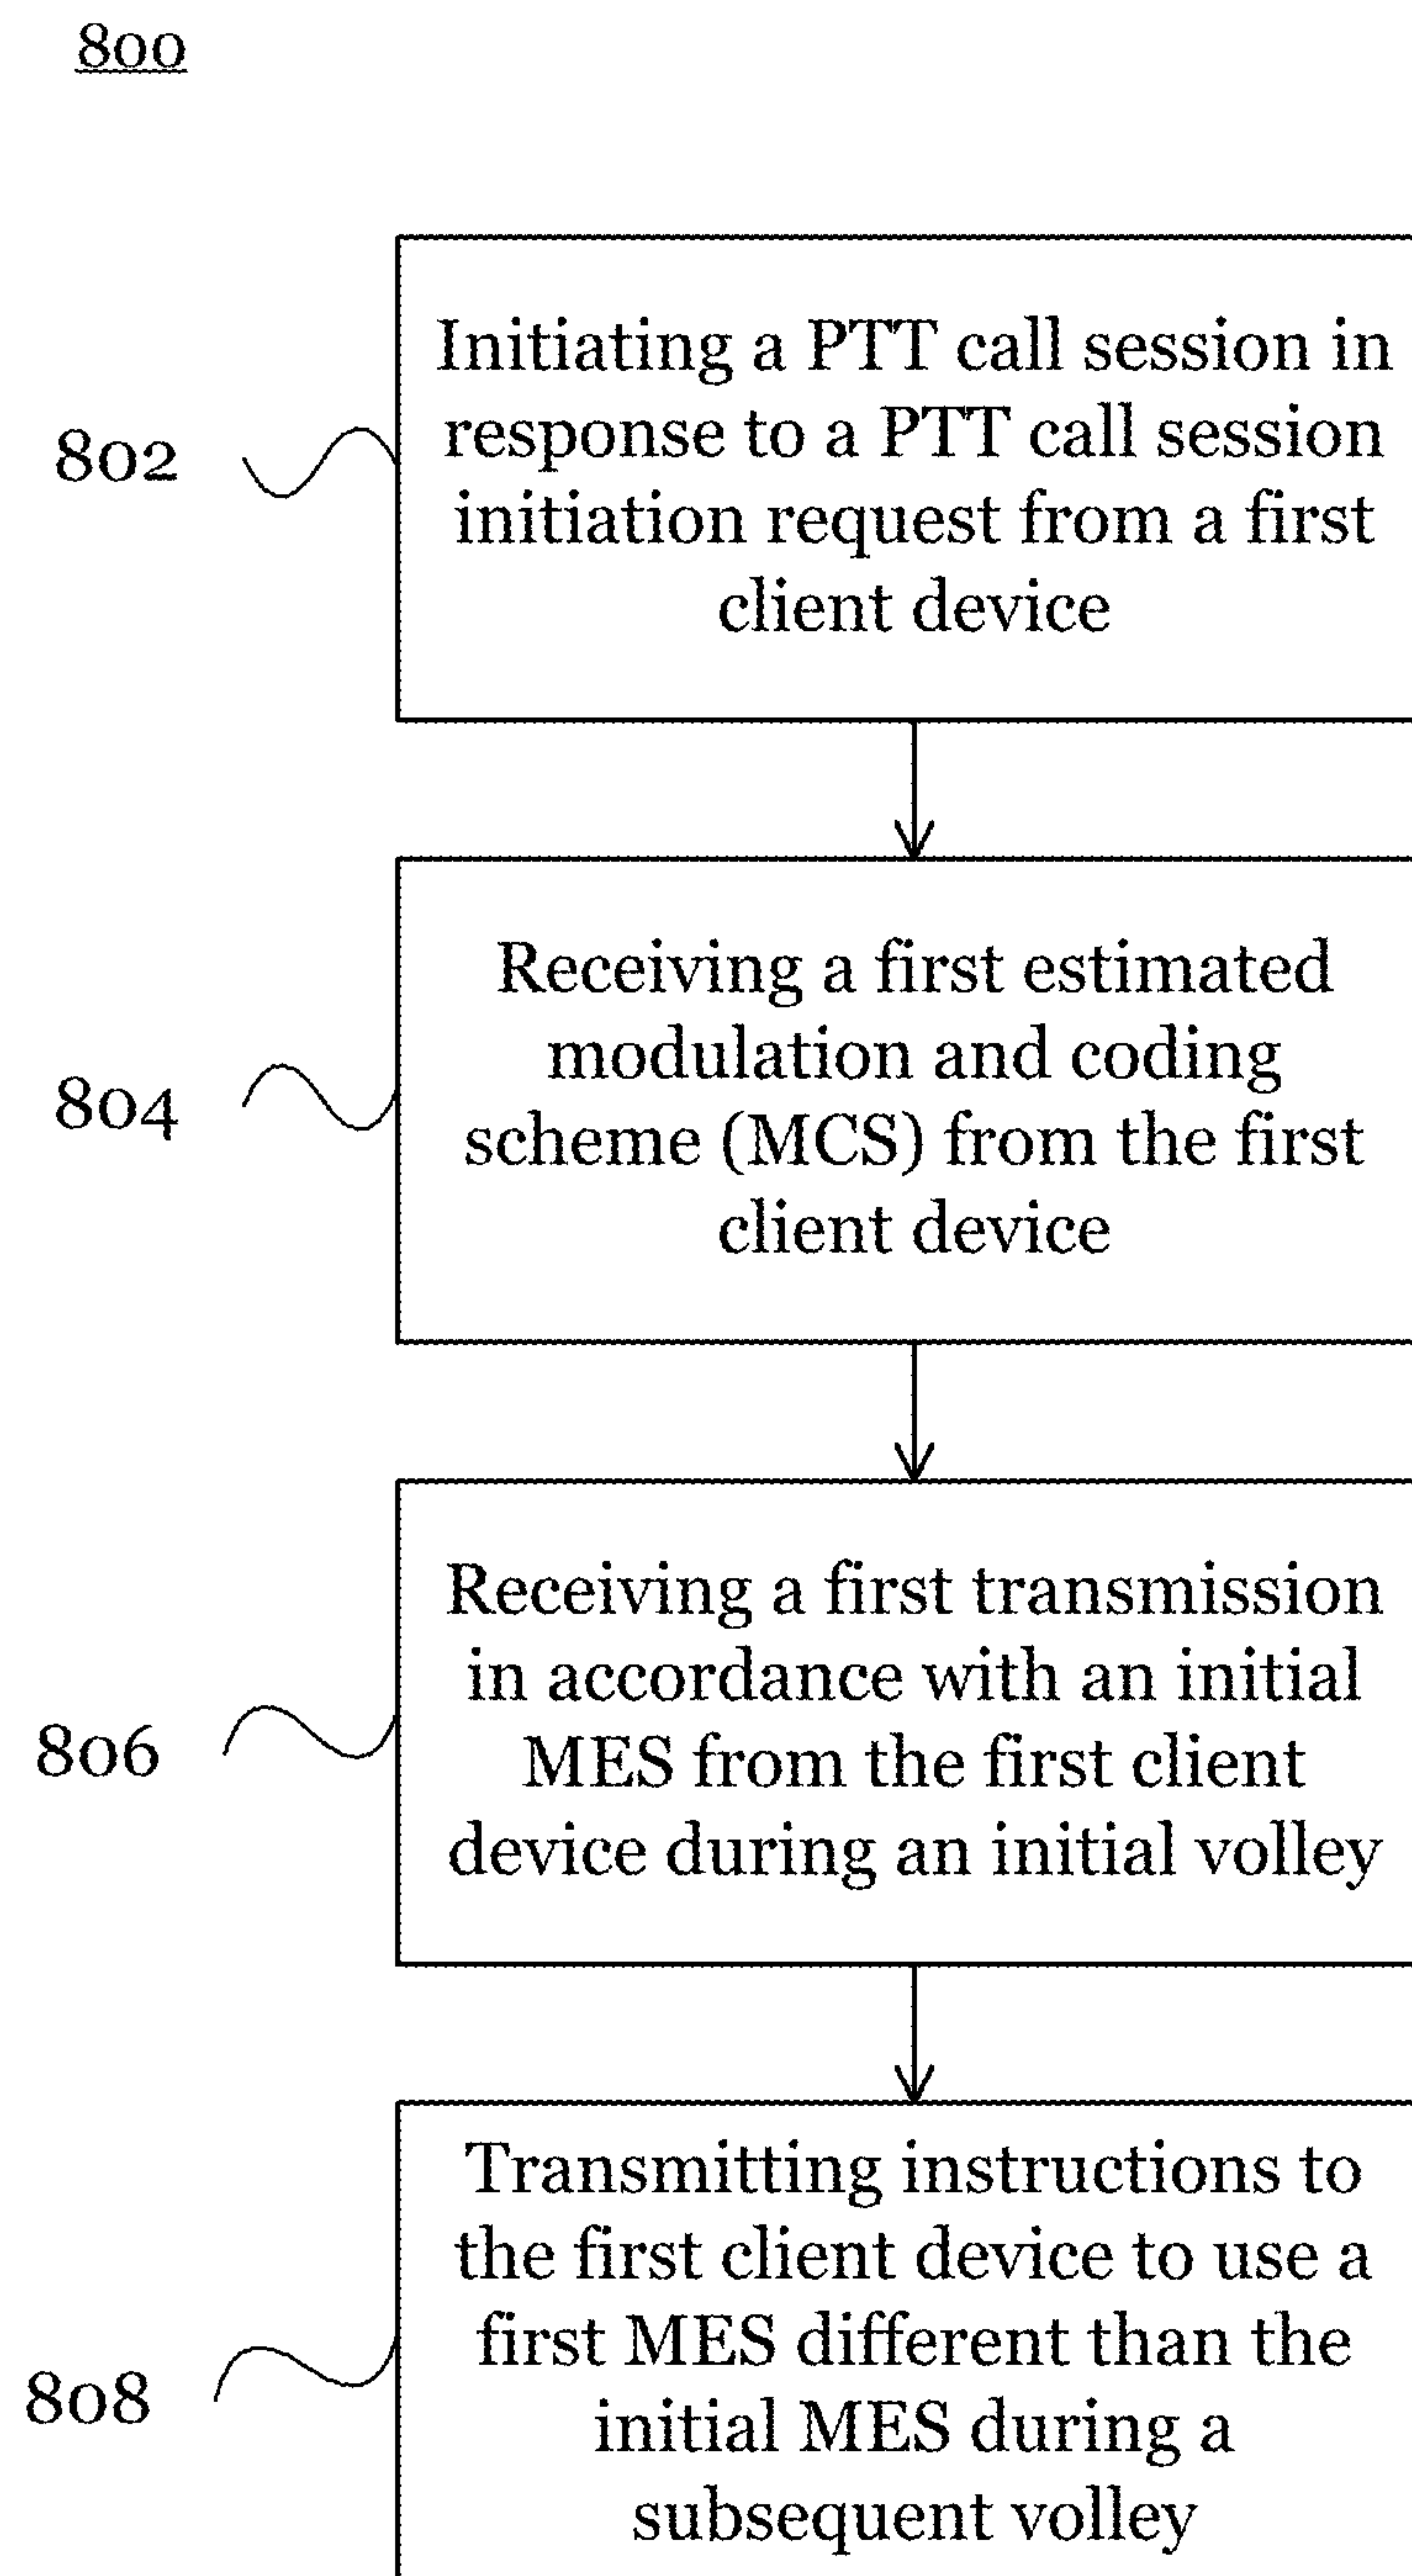 800
802
Initiating a PTT call session in
response to a PTT call session
initiation request from a first
client device
804
Receiving a first estimated
modulation and coding
scheme (MCS) from the first
client device
806
Receiving a first transmission
in accordance with an initial
MES from the first client
device during an initial volley
808
Transmitting instructions to
the first client device to use a
first MES different than the
initial MES during a
subsequent volley